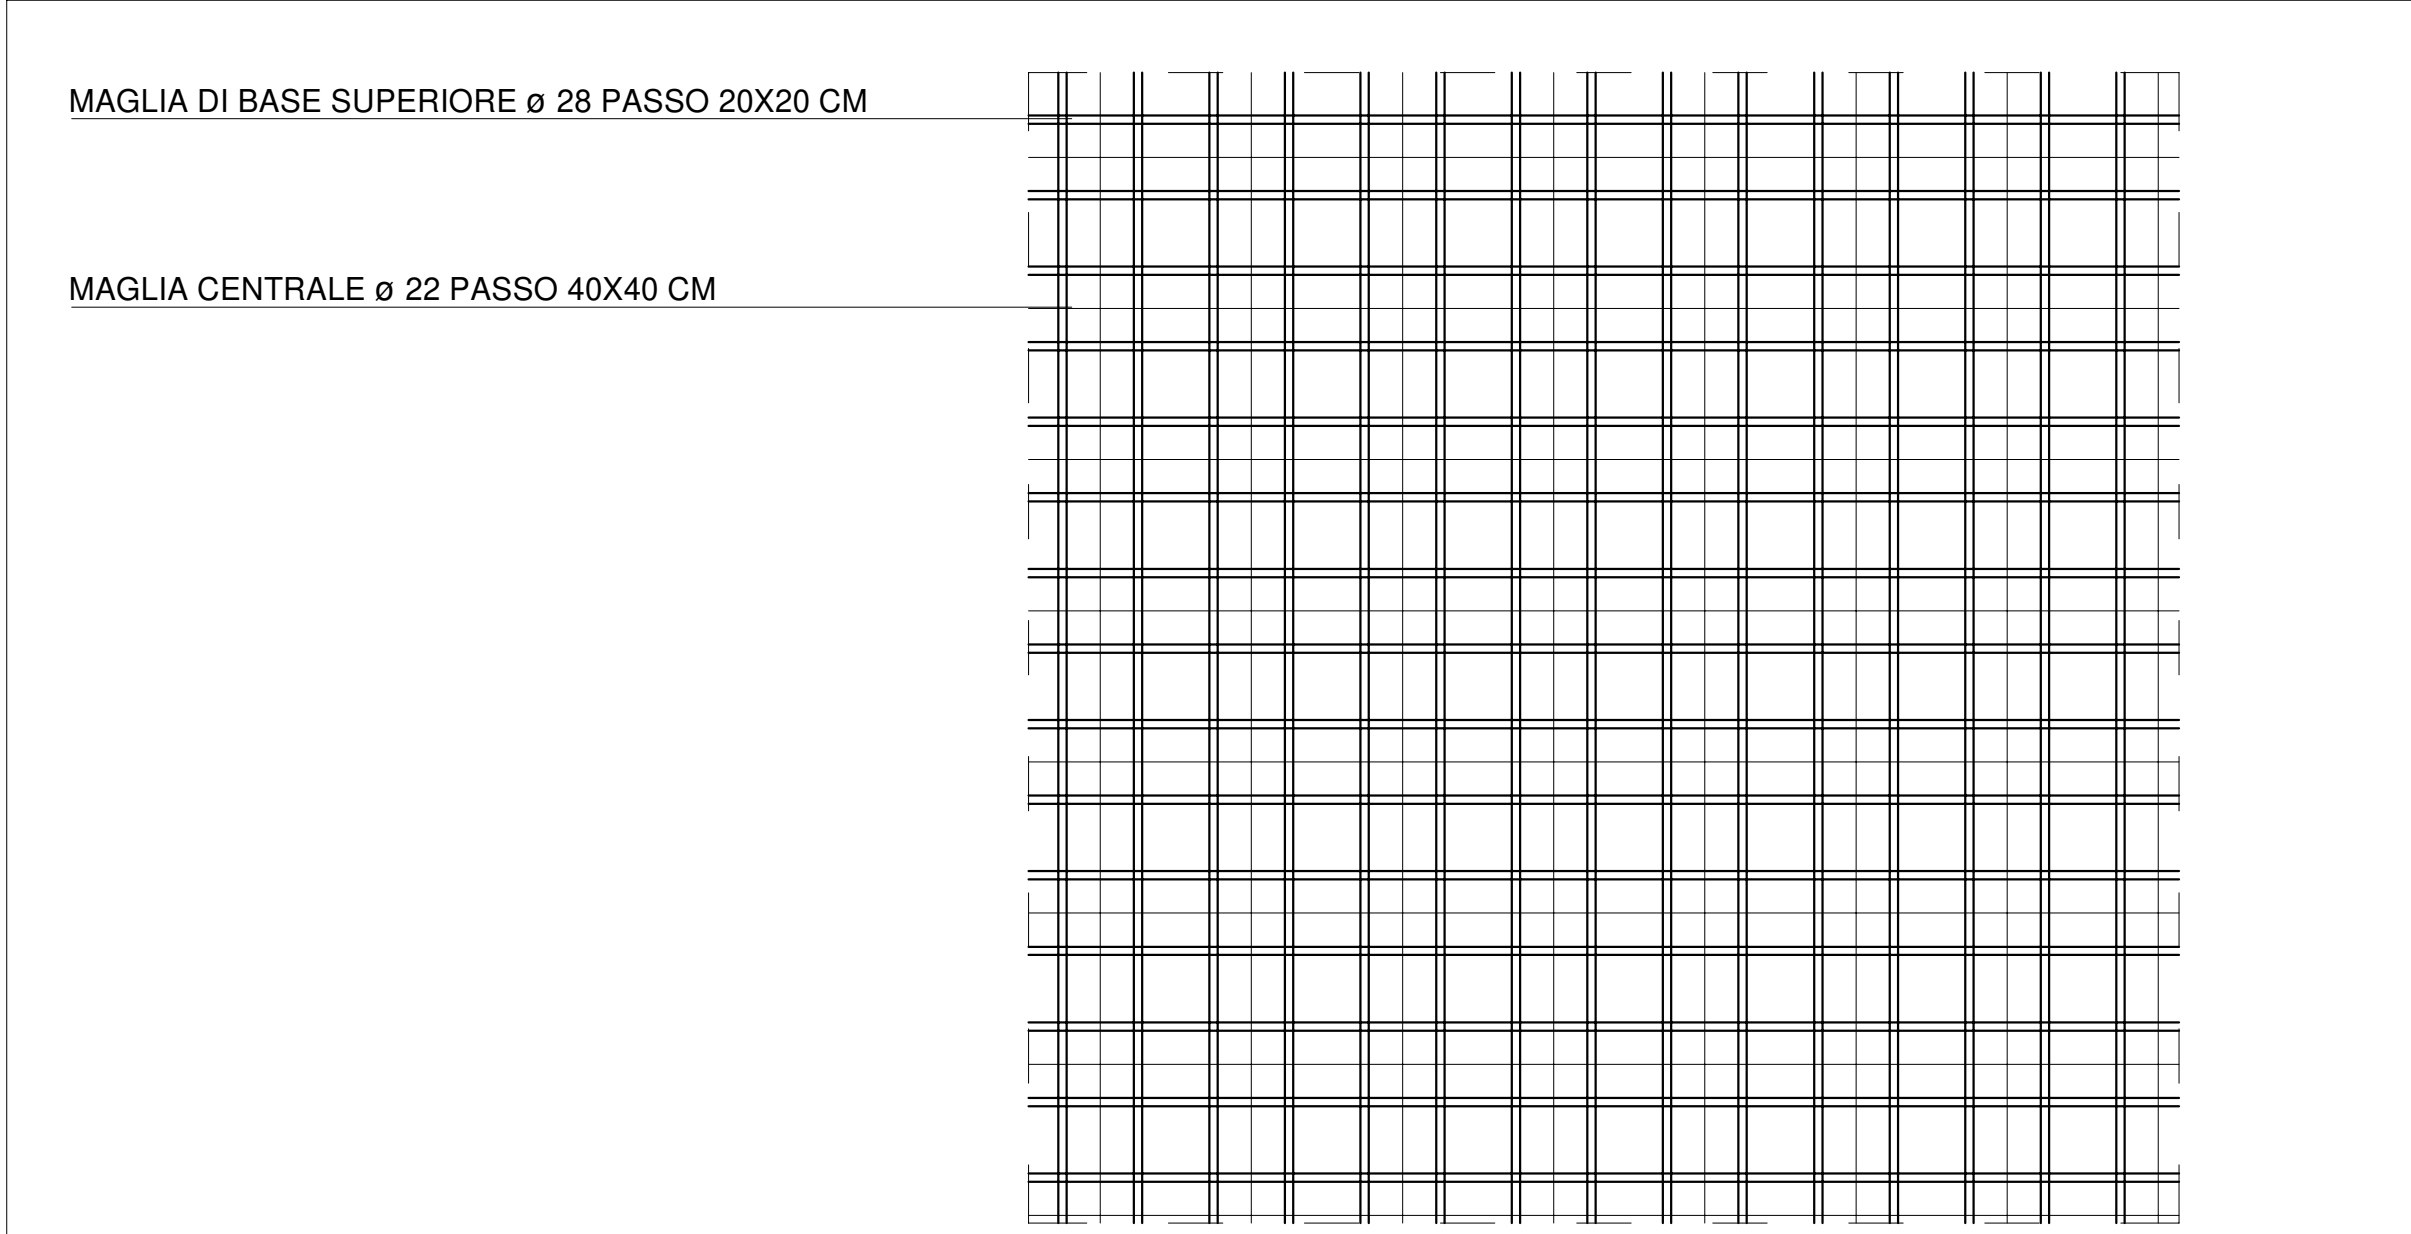 MAGLIA DI BASE SUPERIORE ø 28 PASSO 20X20 CM
MAGLIA CENTRALE ø 22 PASSO 40X40 CM